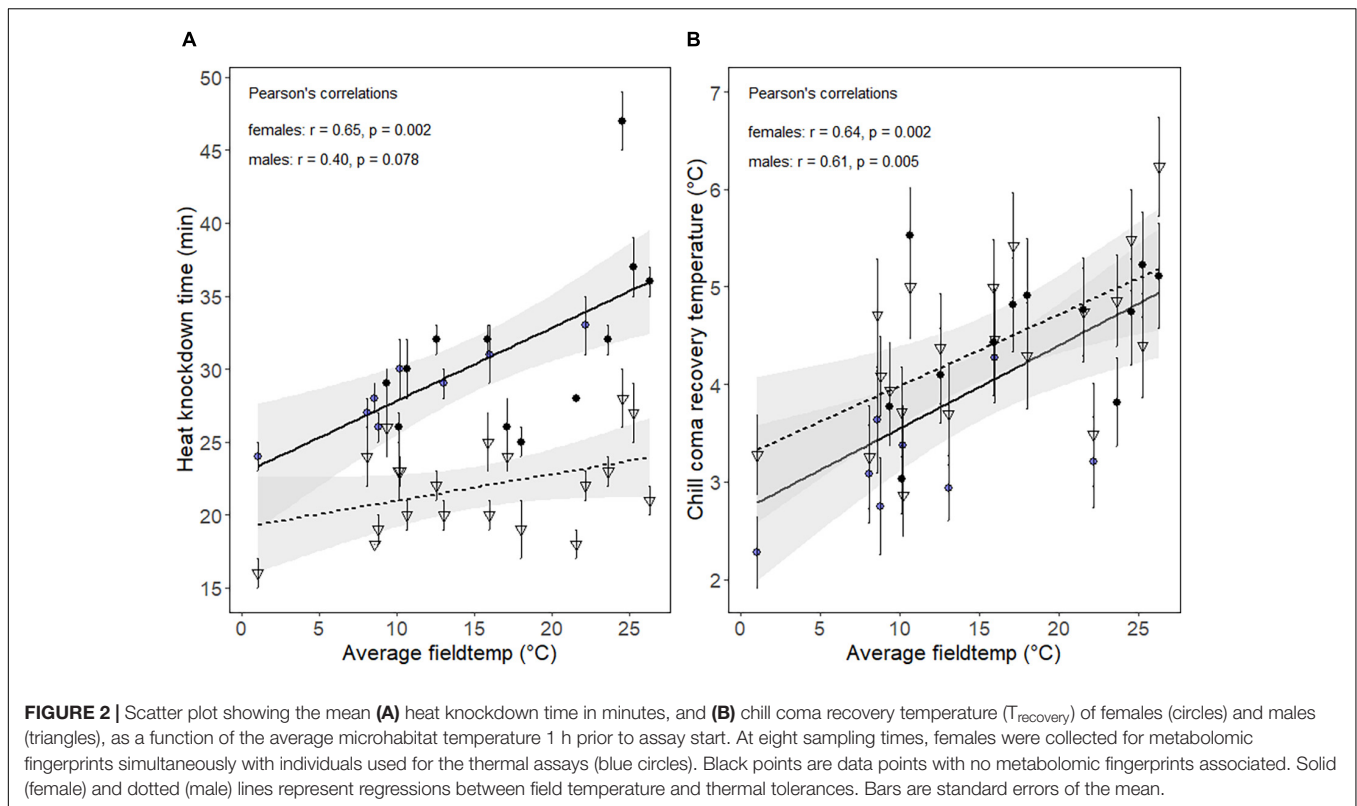 A
Pearson's correlations
females: r = 0.65, p = 0.002
males: r = 0.40, p = 0.078
Heat knockdown time (min)
50
45
40
35
30
25
20
15
0 5 10 15 20 25
Average fieldtemp (°C)
B
Pearson's correlations
females: r = 0.64, p = 0.002
males: r = 0.61, p = 0.005
Chill coma recovery temperature (°C)
7
6
5
4
3
2
0 5 10 15 20 25
Average fieldtemp (°C)
FIGURE 2 | Scatter plot showing the mean (A) heat knockdown time in minutes, and (B) chill coma recovery temperature (Trecovery) of females (circles) and males
(triangles), as a function of the average microhabitat temperature 1 h prior to assay start. At eight sampling times, females were collected for metabolomic
fingerprints simultaneously with individuals used for the thermal assays (blue circles). Black points are data points with no metabolomic fingerprints associated. Solid
(female) and dotted (male) lines represent regressions between field temperature and thermal tolerances. Bars are standard errors of the mean.